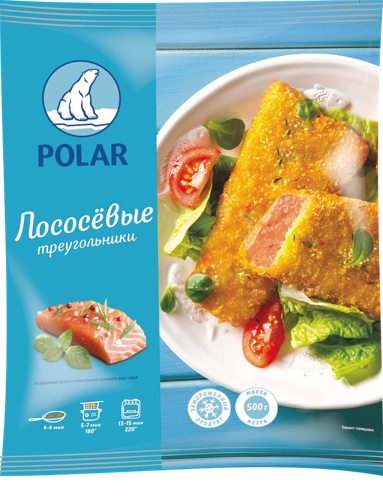 POLAR
Лососёвые
треугольники
4-6 мин
5-7 мин
180°
13-15 мин
220°
ЗАМОРОЖЕННЫЙ
ПРОДУКТ
МАССА
500г
НЕТТО
Вариант сервировки